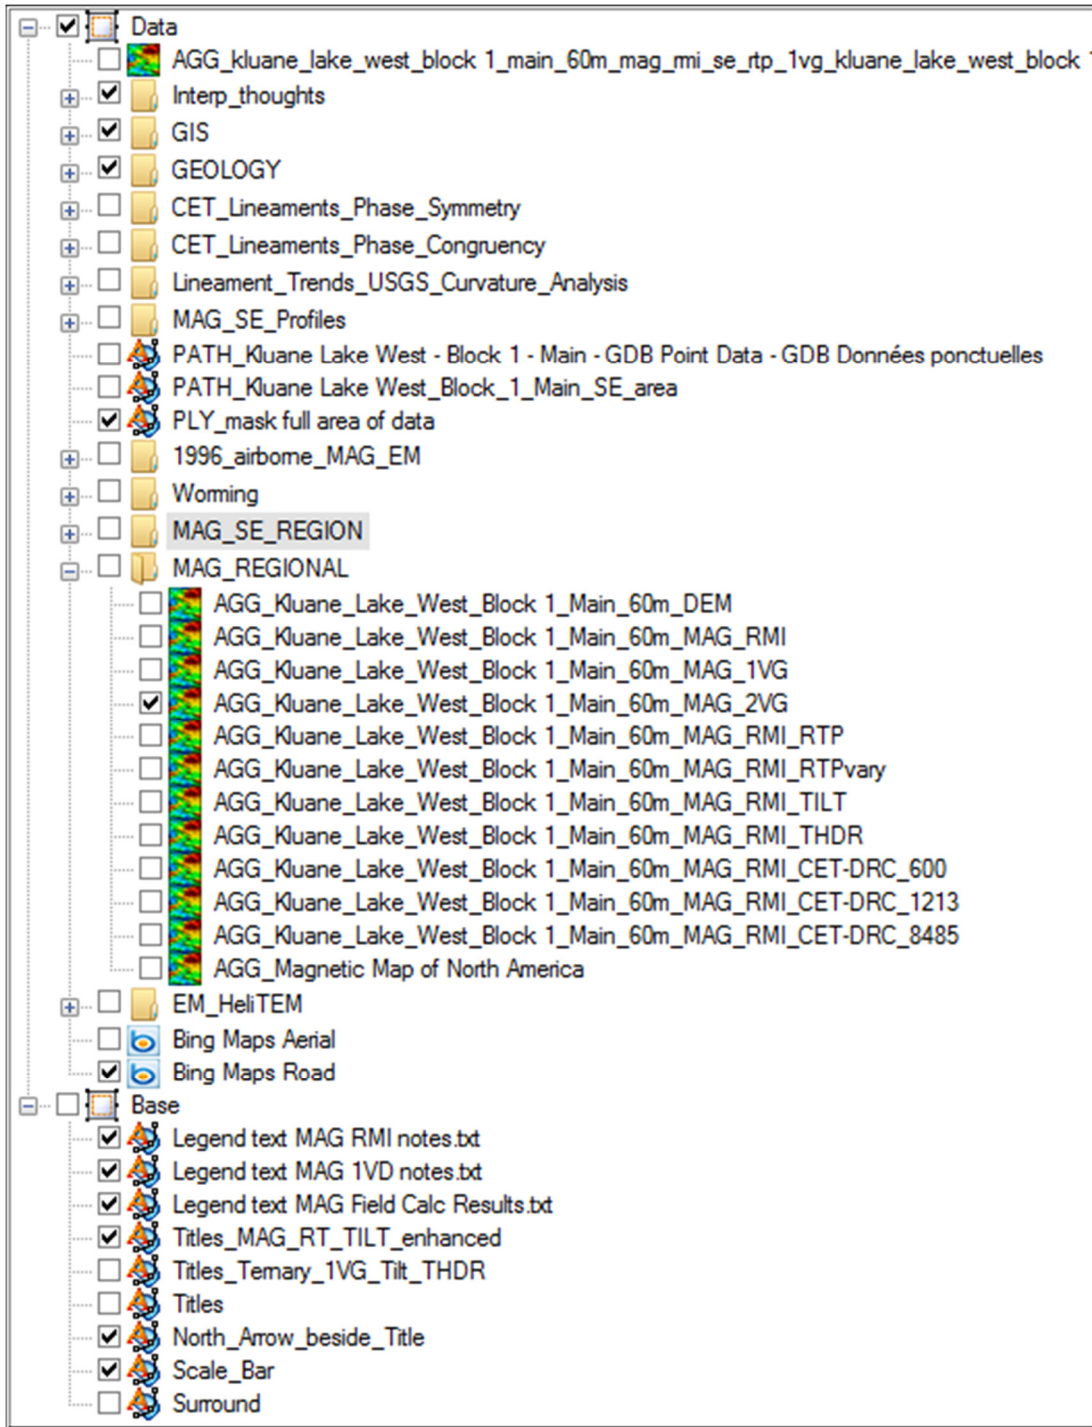 Data
AGG_kluane_lake_west_block 1_main_60m_mag_rmi_se_rtp_1vg_kluane_lake_west_block
Interp_thoughts
GIS
GEOLOGY
CET_Lineaments_Phase_Symmetry
CET_Lineaments_Phase_Congruency
Lineament_Trends_USGS_Curvature_Analysis
MAG_SE_Profiles
PATH_Kluane Lake West - Block 1 - Main - GDB Point Data - GDB Données ponctuelles
PATH_Kluane Lake West_Block_1_Main_SE_area
PLY_mask full area of data
1996_airborne_MAG_EM
Worming
MAG_SE_REGION
MAG_REGIONAL
AGG_Kluane_Lake_West_Block 1_Main_60m_DEM
AGG_Kluane_Lake_West_Block 1_Main_60m_MAG_RMI
AGG_Kluane_Lake_West_Block 1_Main_60m_MAG_1VG
AGG_Kluane_Lake_West_Block 1_Main_60m_MAG_2VG
AGG_Kluane_Lake_West_Block 1_Main_60m_MAG_RMI_RTP
AGG_Kluane_Lake_West_Block 1_Main_60m_MAG_RMI_RTPvary
AGG_Kluane_Lake_West_Block 1_Main_60m_MAG_RMI_TILT
AGG_Kluane_Lake_West_Block 1_Main_60m_MAG_RMI_THDR
AGG_Kluane_Lake_West_Block 1_Main_60m_MAG_RMI_CET-DRC_600
AGG_Kluane_Lake_West_Block 1_Main_60m_MAG_RMI_CET-DRC_1213
AGG_Kluane_Lake_West_Block 1_Main_60m_MAG_RMI_CET-DRC_8485
AGG_Magnetic Map of North America
EM_HeliTEM
Bing Maps Aerial
Bing Maps Road
Base
Legend text MAG RMI notes.txt
Legend text MAG 1VD notes.txt
Legend text MAG Field Calc Results.txt
Titles_MAG_RT_TILT_enhanced
Titles_Ternary_1VG_Tilt_THDR
Titles
North_Arrow_beside_Title
Scale_Bar
Surround